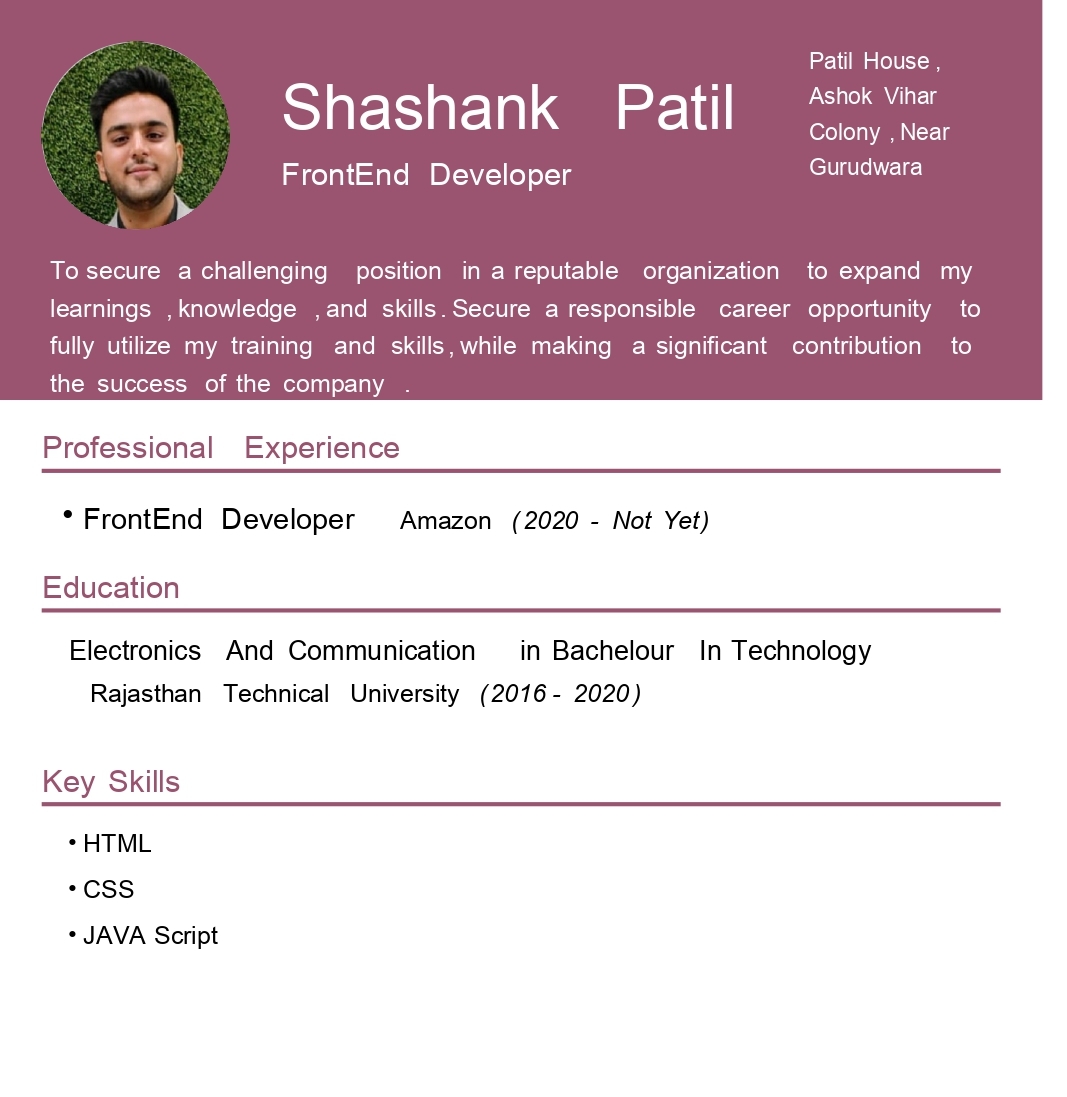 Shashank Patil
FrontEnd Developer
Patil House ,
Ashok Vihar
Colony , Near
Gurudwara
To secure a challenging position in a reputable organization to expand my
learnings , knowledge , and skills . Secure a responsible career opportunity to
fully utilize my training and skills , while making a significant contribution to
the success of the company .
Professional Experience
• FrontEnd Developer Amazon (2020 - Not Yet)
Education
Electronics And Communication in Bachelour In Technology
Rajasthan Technical University (2016 - 2020)
Key Skills
• HTML
• CSS
• JAVA Script